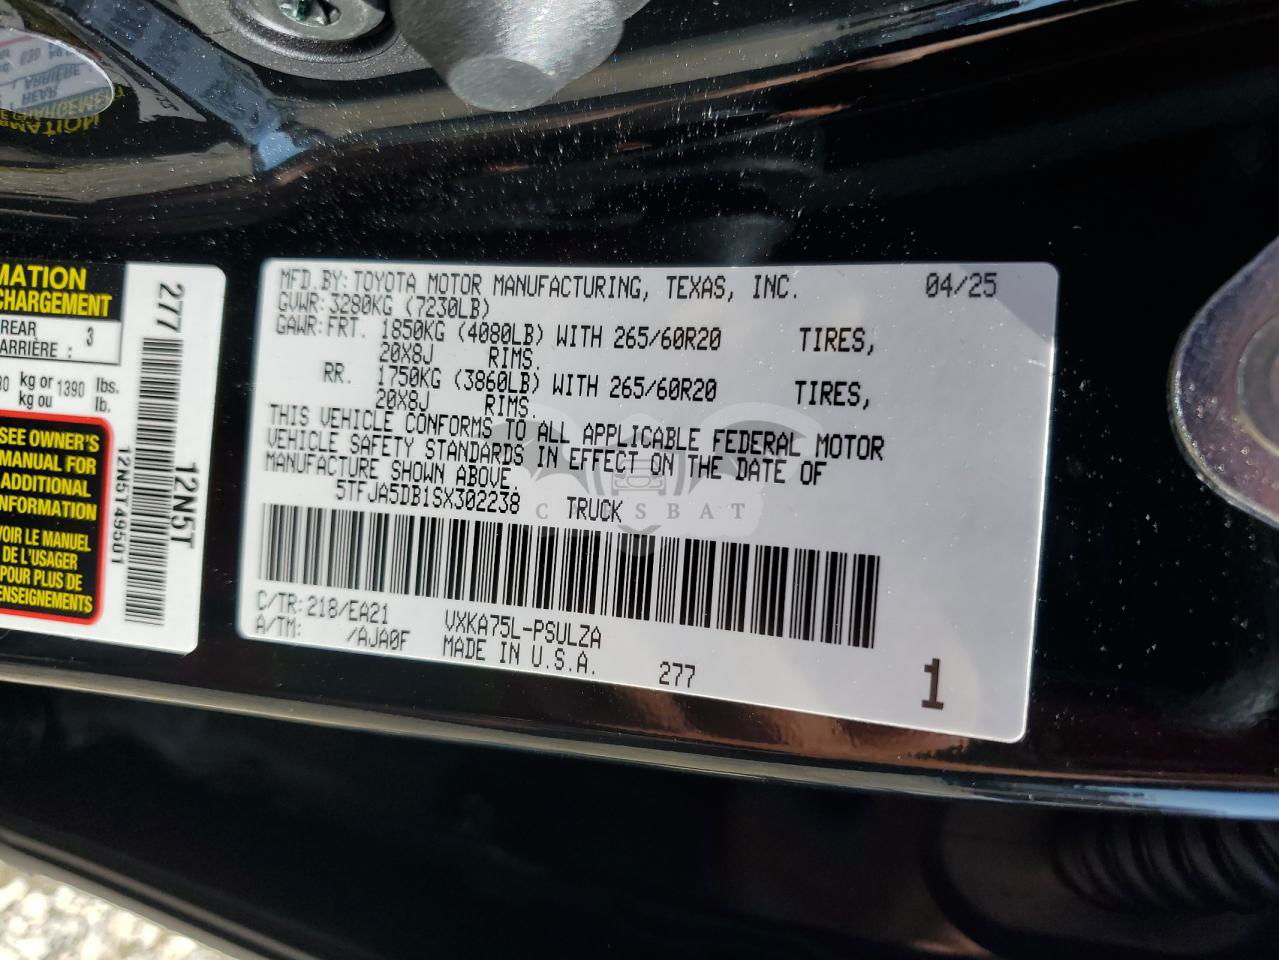 MFD.BY: TOYOTA MOTOR MANUFACTURING, TEXAS, INC. 04/25
GVWR: 3280KG (7230LB)
GAWR: FRT. 1850KG (4080LB) WITH 265/60R20 TIRES,
20X8J RIMS.
RR. 1750KG (3860LB) WITH 265/60R20 TIRES,
20X8J RIMS.
THIS VEHICLE CONFORMS TO ALL APPLICABLE FEDERAL MOTOR
VEHICLE SAFETY STANDARDS IN EFFECT ON THE DATE OF
MANUFACTURE SHOWN ABOVE.
5TFJA5DB1SX302238 TRUCK
C/TR: 218/EA21 VXKA75L-PSULZA
A/TM: /AJA0F MADE IN U.S.A. 277
1
MATION
CHARGEMENT
REAR
ARRIÈRE : 3
kg or 1390 lbs.
kg ou lb.
SEE OWNER'S
MANUAL FOR
ADDITIONAL
INFORMATION
VOIR LE MANUEL
DE L'USAGER
POUR PLUS DE
ENSEIGNEMENTS
277
12N5T
12N5T49501
CARSBAT